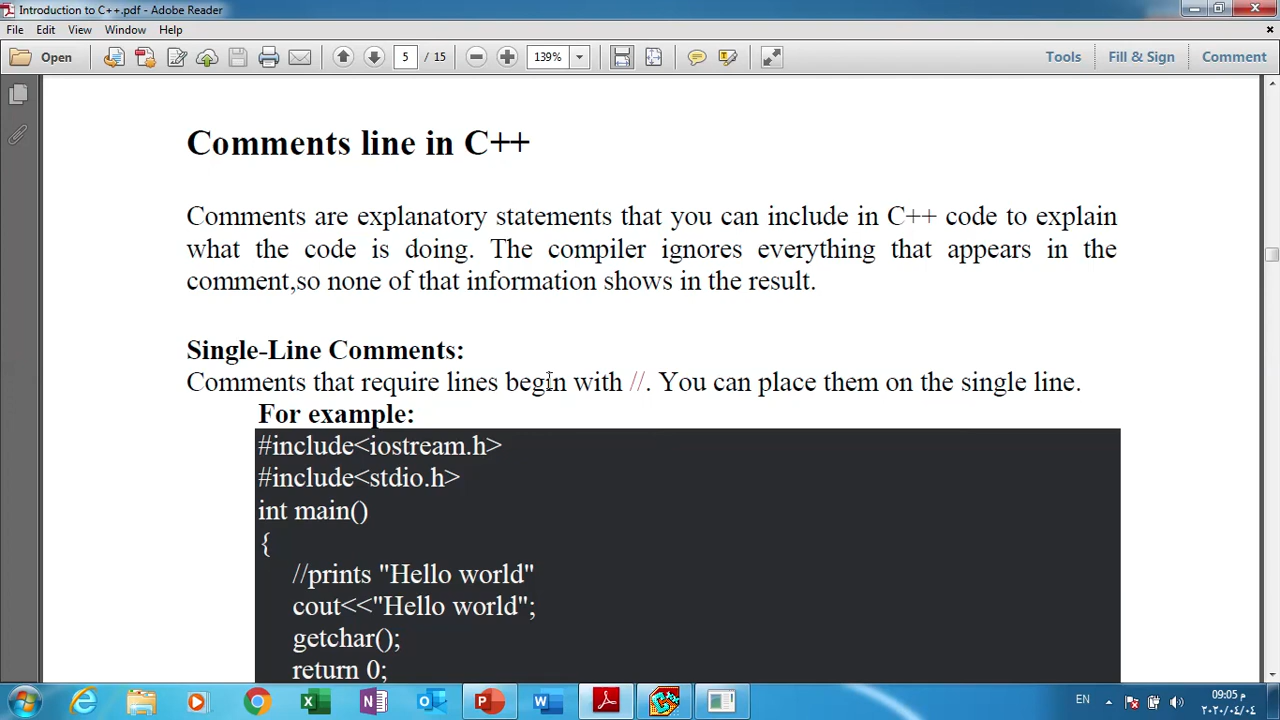 Introduction to C++.pdf - Adobe Reader
File Edit View Window Help
Open 5 / 15 139% Tools Fill & Sign Comment
Comments line in C++
Comments are explanatory statements that you can include in C++ code to explain
what the code is doing. The compiler ignores everything that appears in the
comment,so none of that information shows in the result.
Single-Line Comments:
Comments that require lines begin with //. You can place them on the single line.
For example:
#include<iostream.h>
#include<stdio.h>
int main()
{
//prints "Hello world"
cout<<"Hello world";
getchar();
return 0;
EN
09:05 م
٢٠٢٠/٠٤/٠٤